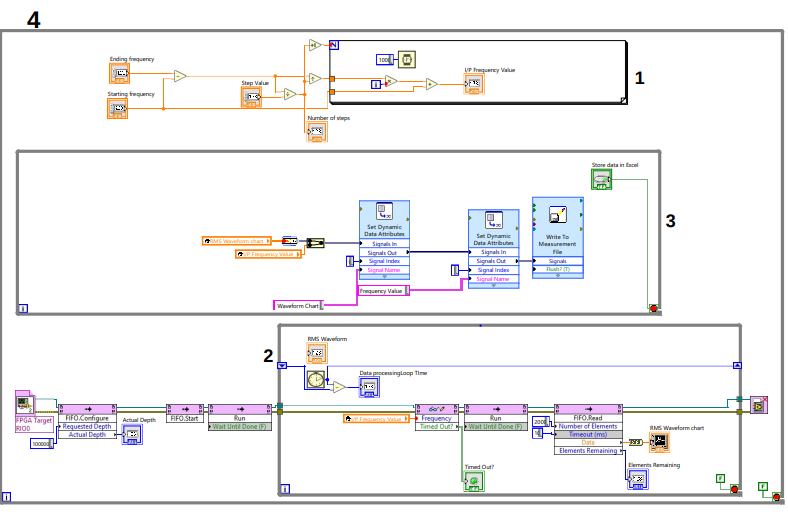 4
Ending frequency
Starting frequency
Step Value
Number of steps
N
100
i
I/P Frequency Value
1
Store data in Excel
3
RMS Waveform chart
I/P Frequency Value
Set Dynamic
Data Attributes
Signals In
Signals Out
Signal Index
Signal Name
Set Dynamic
Data Attributes
Signals In
Signals Out
Signal Index
Signal Name
Write To
Measurement
File
Signals
Flush? (T)
Frequency Value
Waveform Chart
i
2
RMS Waveform
Data processingLoop Time
FPGA Target
RIO0
FIFO.Configure
Requested Depth
Actual Depth
100000
Actual Depth
FIFO.Start
Run
Wait Until Done (F)
I/P Frequency Value
Frequency
Timed Out?
Run
Wait Until Done (F)
2000
FIFO.Read
Number of Elements
Timeout (ms)
Data
Elements Remaining
RMS Waveform chart
Elements Remaining
Timed Out?
i
F
F
i